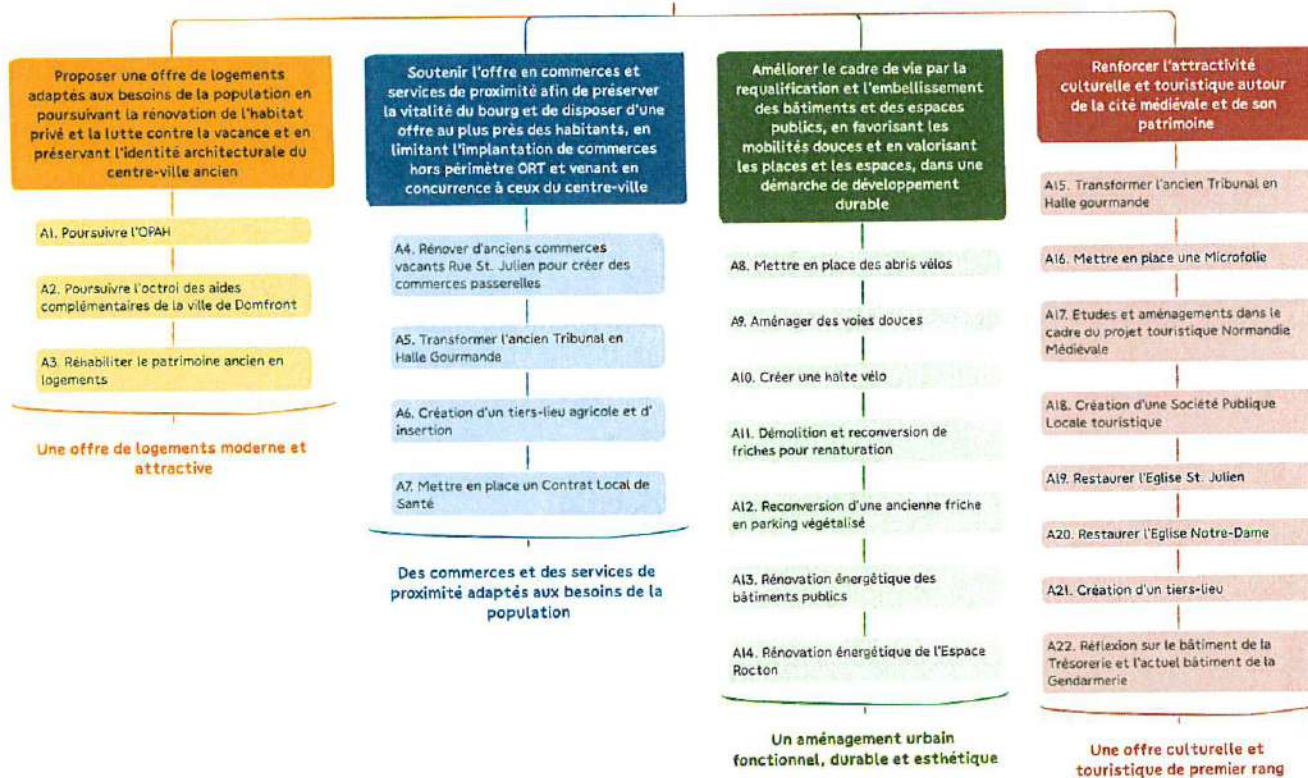 Proposer une offre de logements
adaptés aux besoins de la population en
poursuivant la rénovation de l'habitat
privé et la lutte contre la vacance et en
préservant l'identité architecturale du
centre-ville ancien
A1. Poursuivre l'OPAH
A2. Poursuivre l'octroi des aides
complémentaires de la ville de Domfront
A3. Réhabiliter le patrimoine ancien en
logements
Une offre de logements moderne et
attractive
Soutenir l'offre en commerces et
services de proximité afin de préserver
la vitalité du bourg et de disposer d'une
offre au plus près des habitants, en
limitant l'implantation de commerces
hors périmètre ORT et venant en
concurrence à ceux du centre-ville
A4. Rénover d'anciens commerces
vacants Rue St. Julien pour créer des
commerces passerelles
A5. Transformer l'ancien Tribunal en
Halle Gourmande
A6. Création d'un tiers-lieu agricole et d'
insertion
A7. Mettre en place un Contrat Local de
Santé
Des commerces et des services de
proximité adaptés aux besoins de la
population
Améliorer le cadre de vie par la
requalification et l'embellissement
des bâtiments et des espaces
publics, en favorisant les
mobilités douces et en valorisant
les places et les espaces, dans une
démarche de développement
durable
A8. Mettre en place des abris vélos
A9. Aménager des voies douces
A10. Créer une halte vélo
A11. Démolition et reconversion de
friches pour renaturation
A12. Reconversion d'une ancienne friche
en parking végétalisé
A13. Rénovation énergétique des
bâtiments publics
A14. Rénovation énergétique de l'Espace
Rocton
Un aménagement urbain
fonctionnel, durable et esthétique
Renforcer l'attractivité
culturelle et touristique autour
de la cité médiévale et de son
patrimoine
A15. Transformer l'ancien Tribunal en
Halle gourmande
A16. Mettre en place une Microfolie
A17. Etudes et aménagements dans le
cadre du projet touristique Normandie
Médiévale
A18. Création d'une Société Publique
Locale touristique
A19. Restaurer l'Eglise St. Julien
A20. Restaurer l'Eglise Notre-Dame
A21. Création d'un tiers-lieu
A22. Réflexion sur le bâtiment de la
Trésorerie et l'actuel bâtiment de la
Gendarmerie
Une offre culturelle et
touristique de premier rang